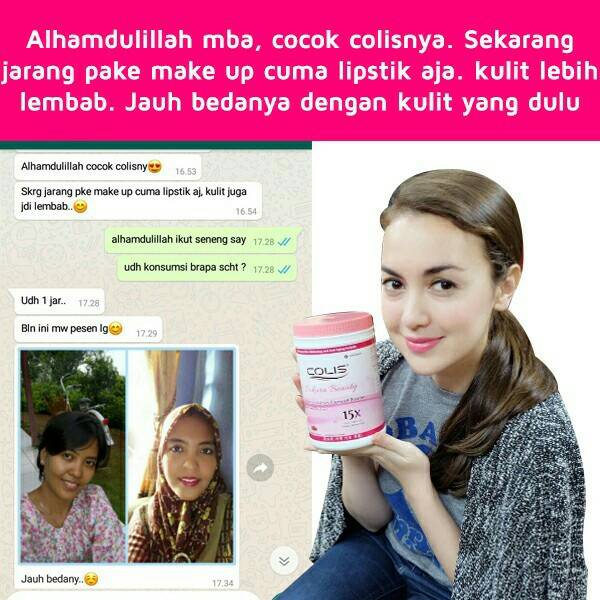 Alhamdulillah mba, cocok colisnya. Sekarang
jarang pake make up cuma lipstik aja. kulit lebih
lembab. Jauh bedanya dengan kulit yang dulu
Alhamdulillah cocok colisny😍 16.53
Skrg jarang pke make up cuma lipstik aj, kulit juga
jdi lembab..😊 16.54
alhamdulillah ikut seneng say 17.28
udh konsumsi brapa scht ? 17.28
Udh 1 jar.. 17.28
Bln ini mw pesen lg😊 17.29
Jauh bedany..☺️ 17.34
COLIS
Beauty
15X